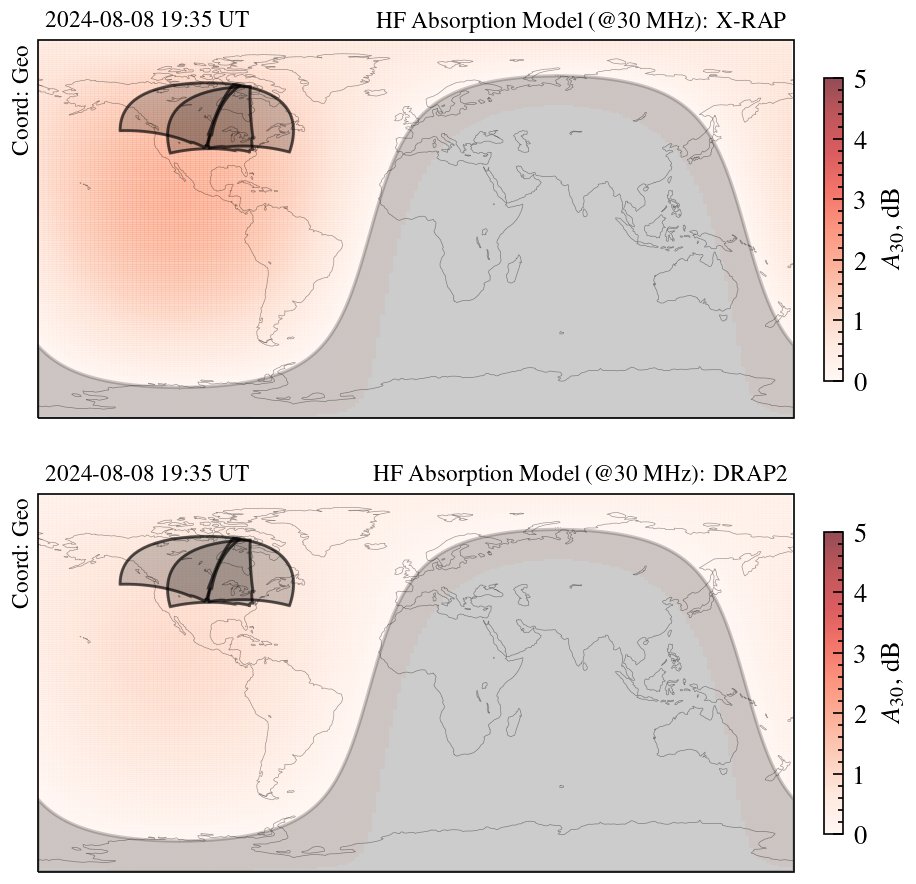 2024-08-08 19:35 UT HF Absorption Model (@30 MHz): X-RAP
Coord: Geo
5
4
3
2
1
0
A₃₀, dB
2024-08-08 19:35 UT HF Absorption Model (@30 MHz): DRAP2
Coord: Geo
5
4
3
2
1
0
A₃₀, dB